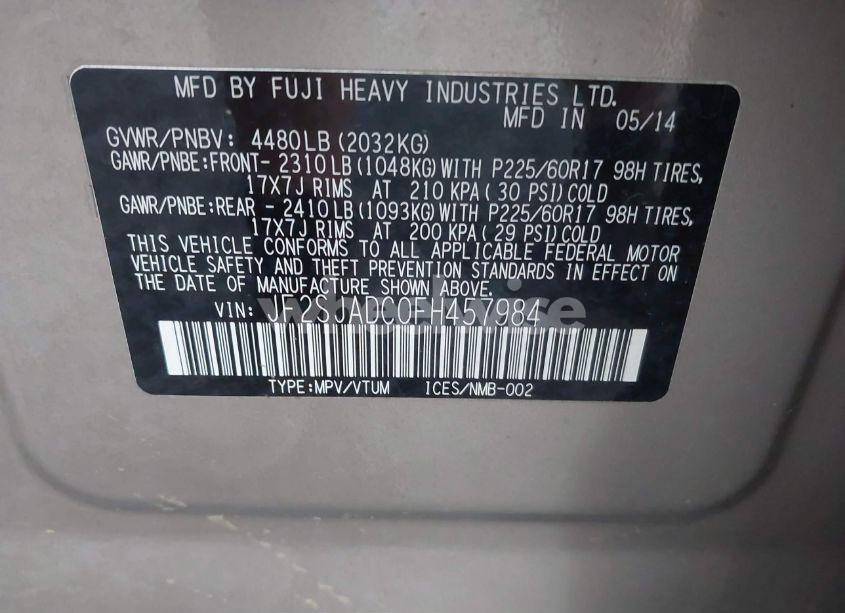 MFD BY FUJI HEAVY INDUSTRIES LTD.
MFD IN 05/14
GVWR/PNBV: 4480LB(2032KG)
GAWR/PNBE:FRONT- 2310LB(1048KG)WITH P225/60R17 98H TIRES,
17X7J RIMS AT 210 KPA(30 PSI)COLD
GAWR/PNBE:REAR - 2410LB(1093KG)WITH P225/60R17 98H TIRES,
17X7J RIMS AT 200 KPA(29 PSI)COLD
THIS VEHICLE CONFORMS TO ALL APPLICABLE FEDERAL MOTOR
VEHICLE SAFETY AND THEFT PREVENTION STANDARDS IN EFFECT ON
THE DATE OF MANUFACTURE SHOWN ABOVE.
VIN: JF2SJADC0FH457984
TYPE:MPV/VTUM ICES/NMB-002